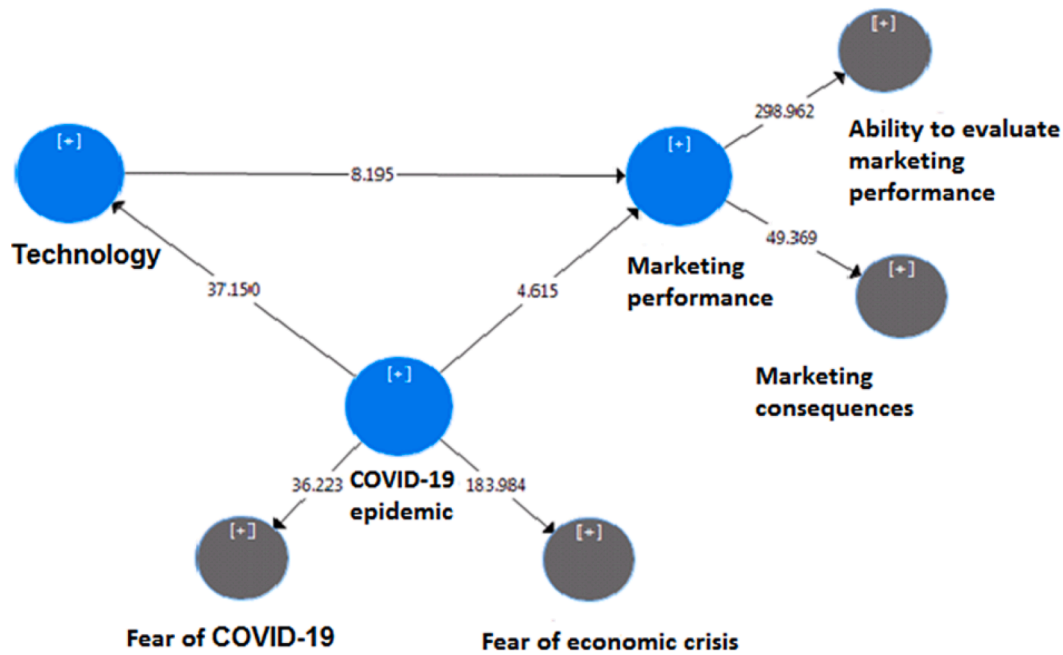 [+]
298.962
Ability to evaluate
marketing
performance
[+]
8.195
[+]
Technology
49.369
[+]
Marketing
performance
37.150
4.615
Marketing
consequences
[+]
COVID-19
epidemic
36.223
183.984
[+]
[+]
Fear of COVID-19
Fear of economic crisis